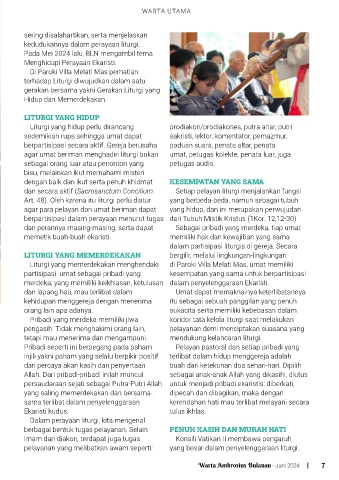 WARTA UTAMA
sering disalahartikan, serta menjelaskan
kedudukannya dalam perayaan liturgi.
Pada Mei 2024 lalu, BLN mengambil tema
Menghidupi Perayaan Ekaristi.
Di Paroki Villa Melati Mas perhatian
terhadap Liturgi diwujudkan dalam satu
gerakan bersama yakni Gerakan Liturgi yang
Hidup dan Memerdekakan.
LITURGI YANG HIDUP
Liturgi yang hidup perlu dirancang
sedemikian rupa sehingga umat dapat
berpartisipasi secara aktif. Gereja berusaha
agar umat beriman menghadiri liturgi bukan
sebagai orang luar atau penonton yang
bisu, melainkan ikut memahami misteri
dengan baik dan ikut serta penuh khidmat
dan secara aktif (Sacrosanctum Concilium
Art. 48). Oleh karena itu liturgi perlu diatur
agar para pelayan dan umat beriman dapat
berpartisipasi dalam perayaan menurut tugas
dan perannya masing-masing, serta dapat
memetik buah-buah ekaristi.
LITURGI YANG MEMERDEKAKAN
Liturgi yang memerdekakan menghendaki
partisipasi umat sebagai pribadi yang
merdeka; yang memiliki keikhlasan, ketulusan
dan lapang hati, mau terlibat dalam
kehidupan menggereja dengan menerima
orang lain apa adanya.
Pribadi yang merdeka memiliki jiwa
pengasih. Tidak menghakimi orang lain,
tetapi mau menerima dan mengampuni.
Pribadi seperti ini berpegang pada paham
injili yakni paham yang selalu berpikir positif
dan percaya akan kasih dan penyertaan
Allah. Dari pribadi-pribadi inilah muncul
persaudaraan sejati sebagai Putra-Putri Allah
yang saling memerdekakan dan bersama-
sama terlibat dalam penyelenggaraan
Ekaristi kudus.
Dalam perayaan liturgi, kita mengenal
berbagai bentuk tugas pelayanan. Selain
imam dan diakon, terdapat juga tugas
pelayanan yang melibatkan awam seperti:
prodiakon/prodiakones, putra altar, putri
sakristi, lektor, komentator, pemazmur,
paduan suara, penata altar, penata
umat, petugas kolekte, penata luar, juga
petugas audio.
KESEMPATAN YANG SAMA
Setiap pelayan liturgi menjalankan fungsi
yang berbeda-beda, namun sebagai tubuh
yang hidup, dan ini merupakan perwujudan
dari Tubuh Mistik Kristus (1Kor. 12,12-30)
Sebagai pribadi yang merdeka, tiap umat
memiliki hak dan kewajiban yang sama
dalam partisipasi liturgis di gereja. Secara
bergilir, melalui lingkungan-lingkungan
di Paroki Villa Melati Mas, umat memiliki
kesempatan yang sama untuk berpartisipasi
dalam penyelenggaraan Ekaristi.
Umat dapat memaknainya keterlibatannya
itu sebagai sebuah panggilan yang penuh
sukacita serta memiliki kebebasan dalam
koridor tata kelola liturgi saat melakukan
pelayanan demi menciptakan suasana yang
mendukung kelancaran liturgi.
Pelayan pastoral dan setiap pribadi yang
terlibat dalam hidup menggereja adalah
buah dari ketekunan doa sehari-hari. Dipilih
sebagai anak-anak Allah yang dikasihi, diutus
untuk menjadi pribadi ekaristis: diberkati,
dipecah dan dibagikan, maka dengan
kerendahan hati mau terlibat melayani secara
tulus ikhlas.
PENUH KASIH DAN MURAH HATI
Konsili Vatikan II membawa pengaruh
yang besar dalam penyelenggaraan liturgi.
Warta Ambrosius Bulanan - Juni 2024 | 7